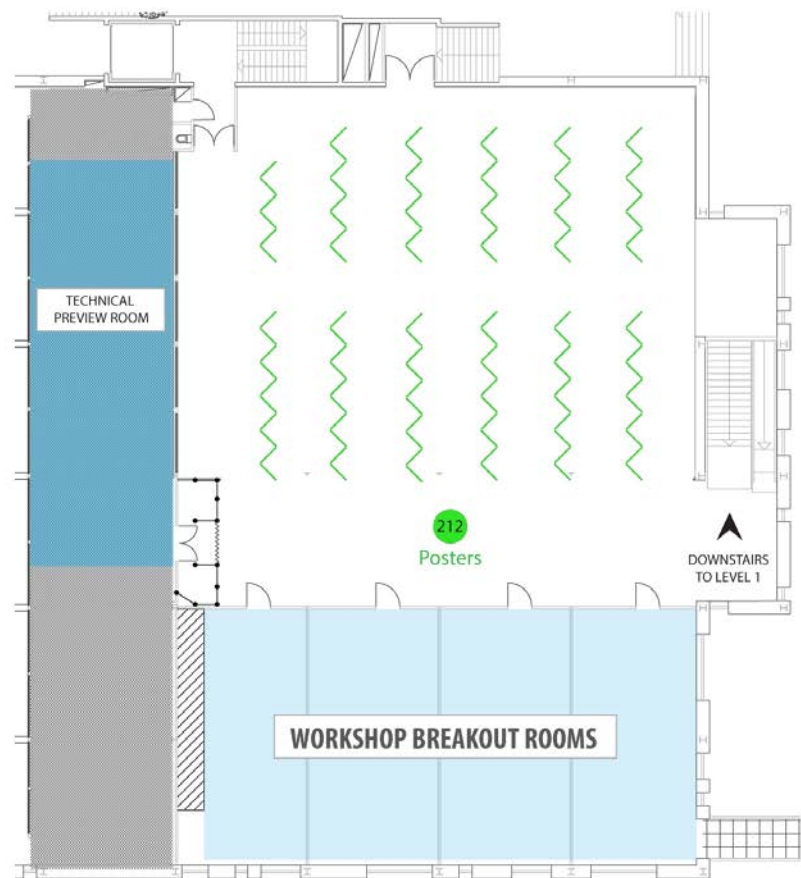 TECHNICAL
PREVIEW ROOM
212
Posters
DOWNSTAIRS
TO LEVEL 1
WORKSHOP BREAKOUT ROOMS